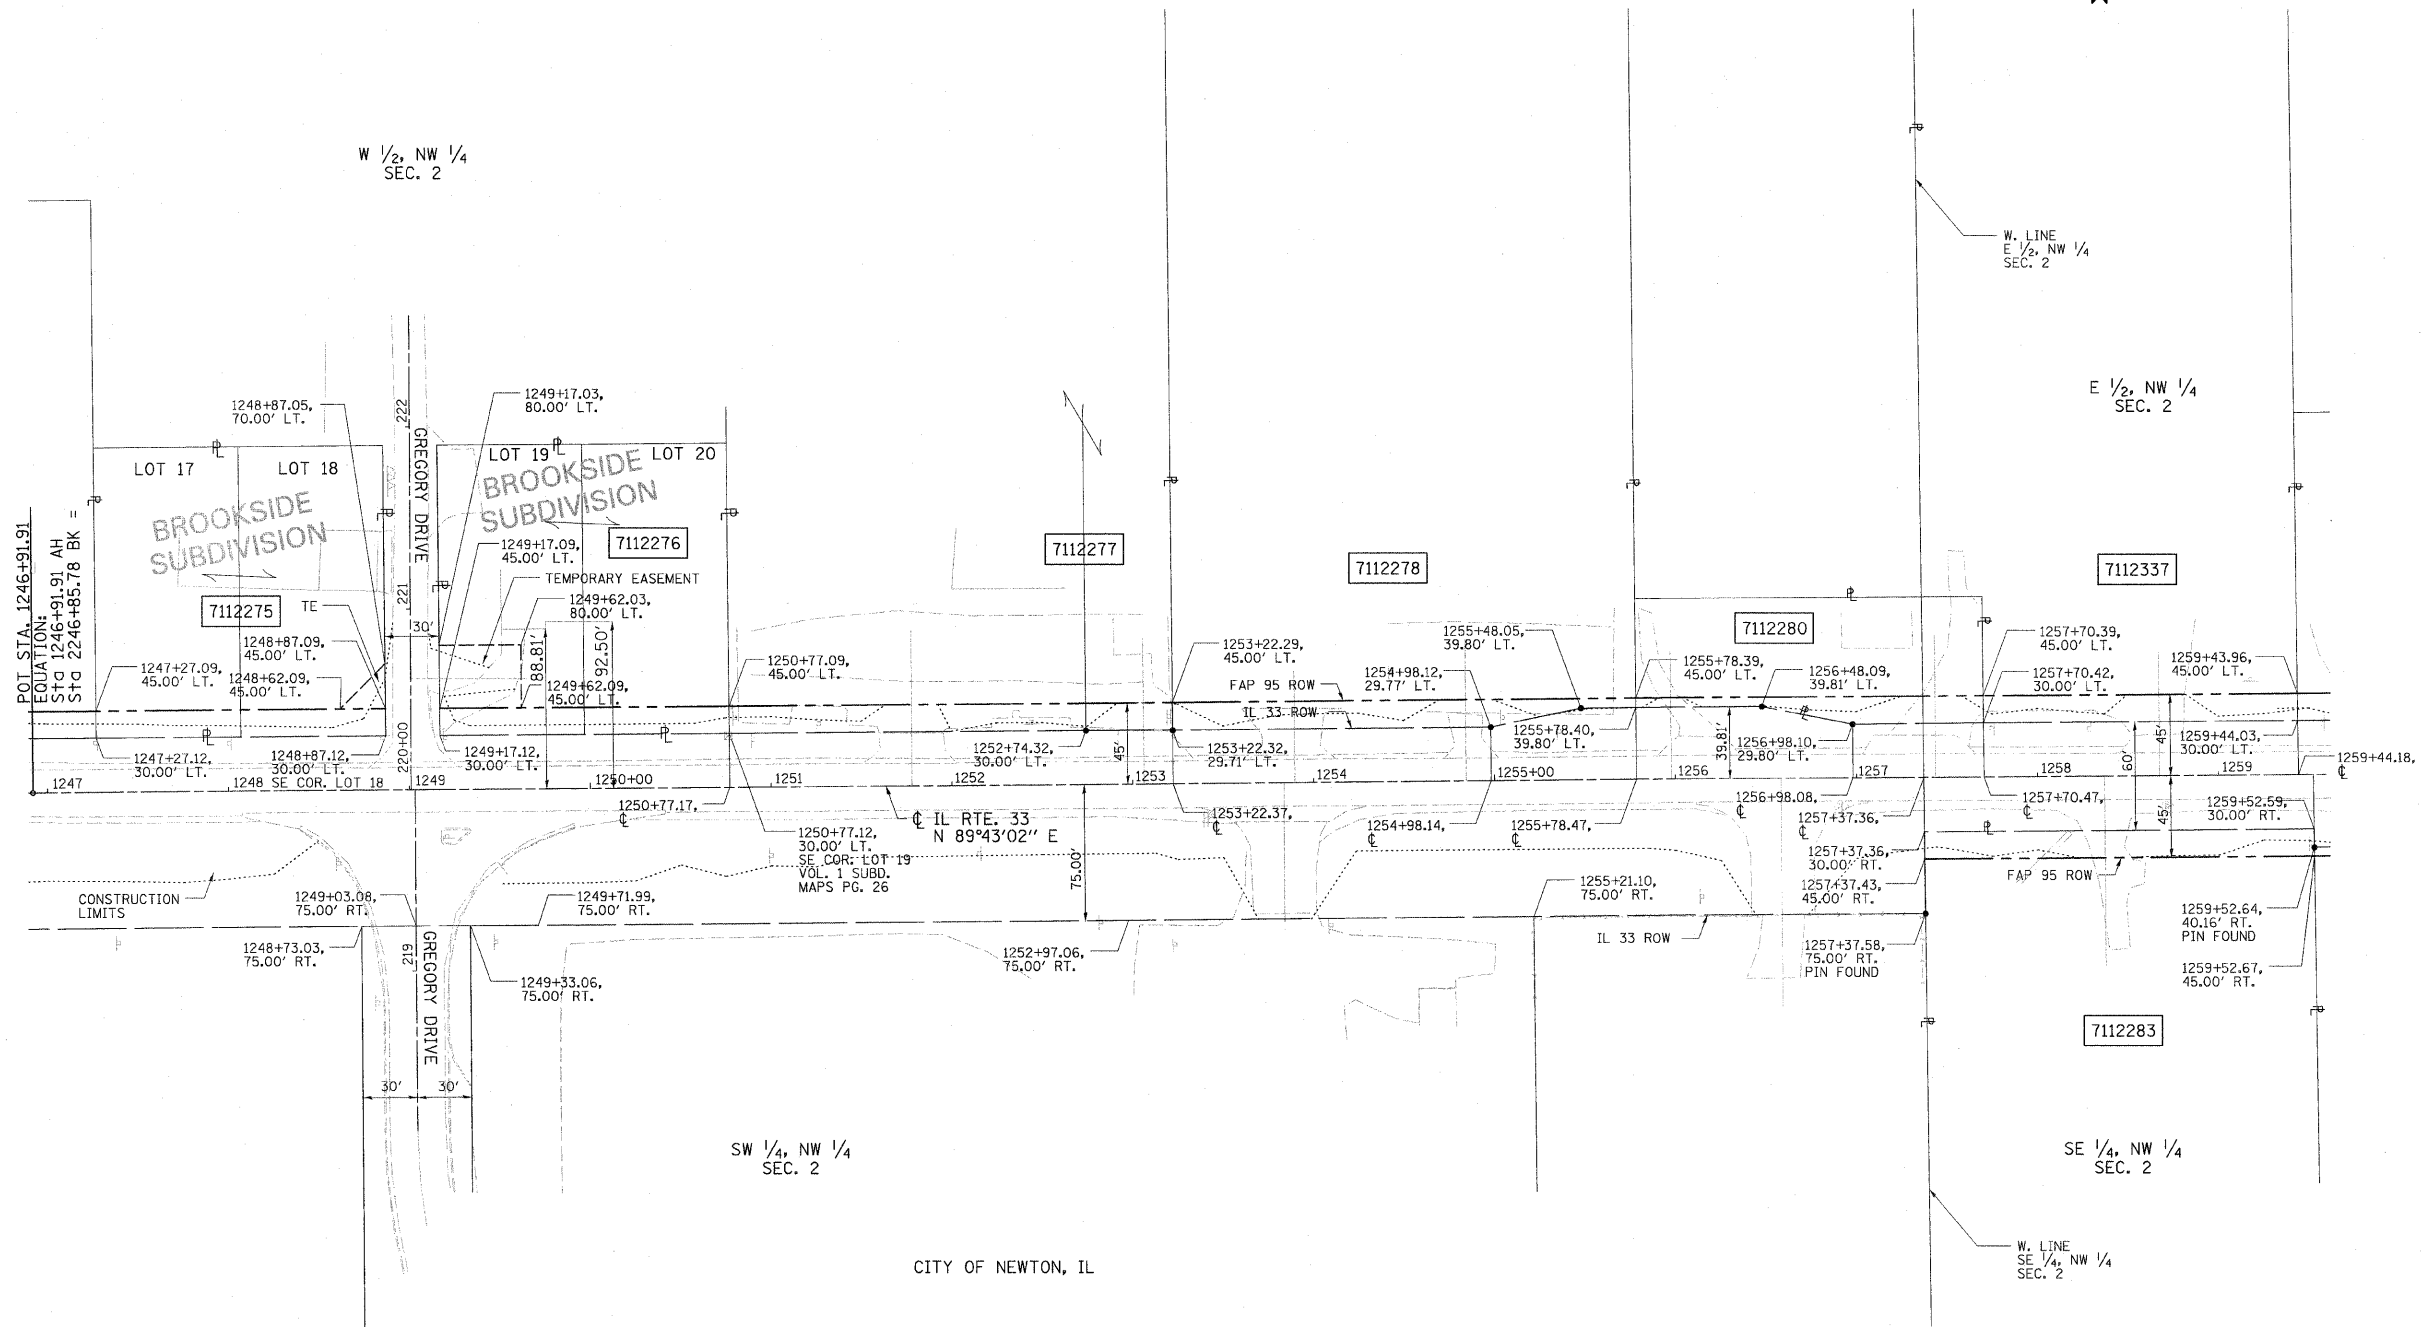 W 1/2, NW 1/4
SEC. 2
W. LINE
E 1/2, NW 1/4
SEC. 2
E 1/2, NW 1/4
SEC. 2
1248+87.05,
70.00' LT.
222
1249+17.03,
80.00' LT.
GREGORY DRIVE
LOT 17
LOT 18
LOT 19
LOT 20
BROOKSIDE
SUBDIVISION
BROOKSIDE
SUBDIVISION
POT STA. 1246+91.91
EQUATION:
Sta 1246+91.91 AH
Sta 2246+85.78 BK =
7112275
TE
221
30'
7112276
1249+17.09,
45.00' LT.
TEMPORARY EASEMENT
1249+62.03,
80.00' LT.
88.81'
92.50'
7112277
7112278
7112280
7112337
1247+27.09,
45.00' LT.
1248+62.09,
45.00' LT.
1248+87.09,
45.00' LT.
1249+62.09,
45.00' LT.
1250+77.09,
45.00' LT.
1253+22.29,
45.00' LT.
FAP 95 ROW
IL 33 ROW
1254+98.12,
29.77' LT.
1255+48.05,
39.80' LT.
1255+78.39,
45.00' LT.
1256+48.09,
39.81' LT.
1257+70.39,
45.00' LT.
1257+70.42,
30.00' LT.
1259+43.96,
45.00' LT.
1247+27.12,
30.00' LT.
1248+87.12,
30.00' LT.
SE COR. LOT 18
220+00
1249+17.12,
30.00' LT.
1252+74.32,
30.00' LT.
45'
1253+22.32,
29.71' LT.
1255+78.40,
39.80' LT.
39.81'
1256+98.10,
29.80' LT.
60'
45'
1259+44.03,
30.00' LT.
1259+44.18,
℄
1247
1248
1249
1250+00
1251
1252
1253
1254
1255+00
1256
1257
1258
1259
1250+77.17,
℄
℄ IL RTE. 33
N 89°43'02" E
1250+77.12,
30.00' LT.
SE COR. LOT 19
VOL. 1 SUBD.
MAPS PG. 26
75.00'
1253+22.37,
℄
1254+98.14,
℄
1255+78.47,
℄
1256+98.08,
℄
1257+37.36,
℄
1257+70.47,
℄
45'
1259+52.59,
30.00' RT.
1257+37.36,
30.00' RT.
1257+37.43,
45.00' RT.
FAP 95 ROW
CONSTRUCTION
LIMITS
1249+03.08,
75.00' RT.
1249+71.99,
75.00' RT.
1255+21.10,
75.00' RT.
1248+73.03,
75.00' RT.
219
GREGORY DRIVE
1249+33.06,
75.00' RT.
1252+97.06,
75.00' RT.
IL 33 ROW
1257+37.58,
75.00' RT.
PIN FOUND
1259+52.64,
40.16' RT.
PIN FOUND
1259+52.67,
45.00' RT.
7112283
30'
30'
SW 1/4, NW 1/4
SEC. 2
SE 1/4, NW 1/4
SEC. 2
CITY OF NEWTON, IL
W. LINE
SE 1/4, NW 1/4
SEC. 2